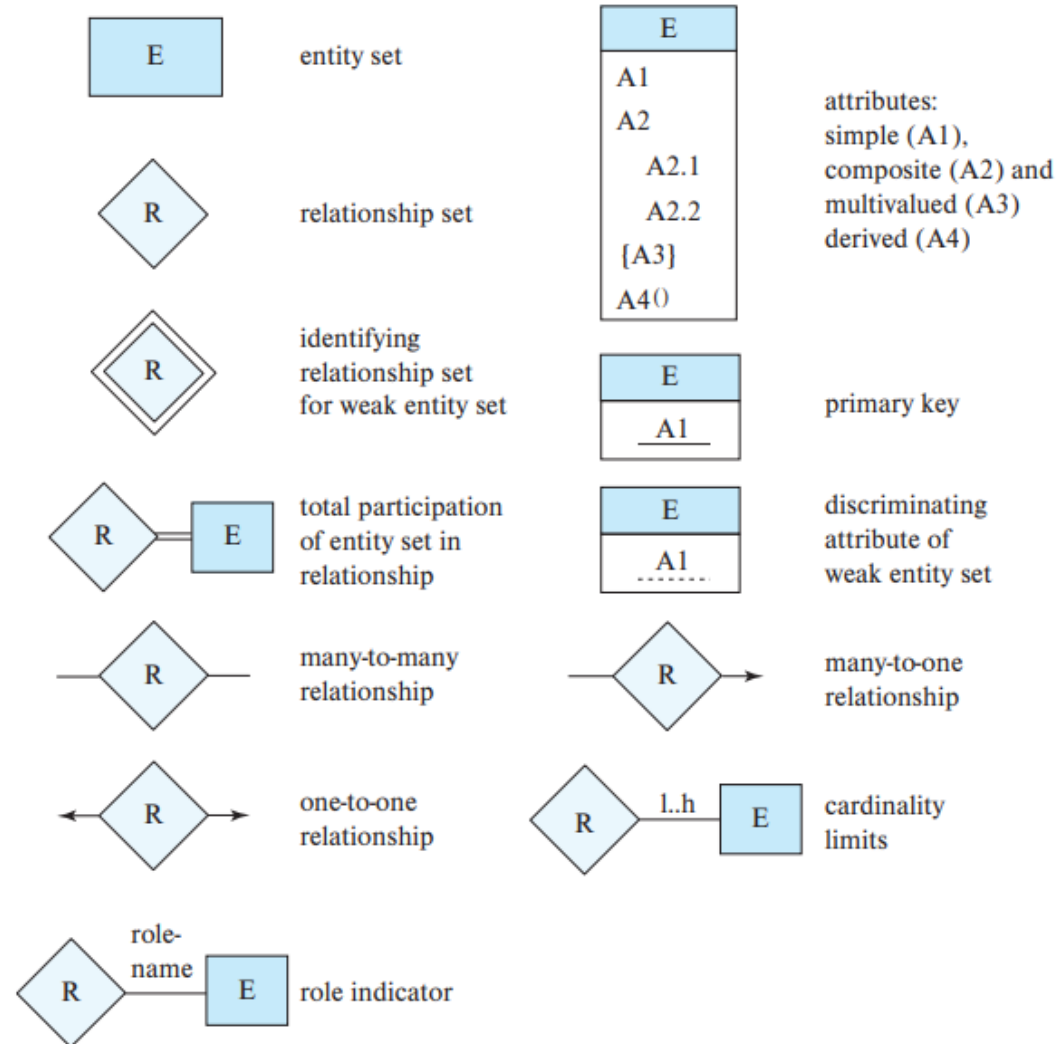 E
entity set
R
relationship set
R
identifying
relationship set
for weak entity set
R
E
total participation
of entity set in
relationship
R
many-to-many
relationship
R
one-to-one
relationship
R
role-
name
E
role indicator
E
A1
A2
A2.1
A2.2
{A3}
A4()
attributes:
simple (A1),
composite (A2) and
multivalued (A3)
derived (A4)
E
A1
primary key
E
A1
discriminating
attribute of
weak entity set
R
many-to-one
relationship
R
l..h
E
cardinality
limits